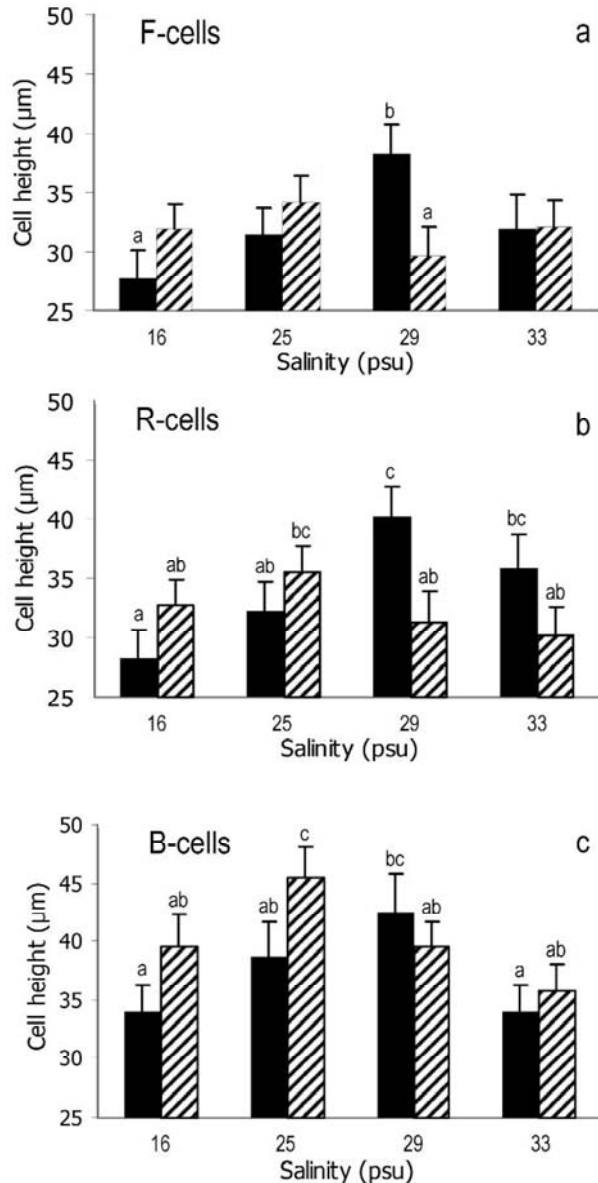 F-cells
a
50
45
40
35
30
25
Cell height (µm)
a
b
a
16 25 29 33
Salinity (psu)
R-cells
b
50
45
40
35
30
25
Cell height (µm)
a ab ab bc c ab bc ab
16 25 29 33
Salinity (psu)
B-cells
c
50
45
40
35
30
25
Cell height (µm)
a ab ab c bc ab a ab
16 25 29 33
Salinity (psu)